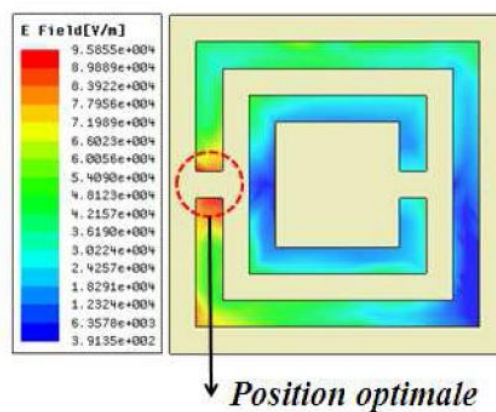 E Field[V/m]
9.5855e+004
8.9889e+004
8.3922e+004
7.7956e+004
7.1989e+004
6.6023e+004
6.0056e+004
5.4090e+004
4.8123e+004
4.2157e+004
3.6190e+004
3.0224e+004
2.4257e+004
1.8291e+004
1.2324e+004
6.3578e+003
3.9135e+002
Position optimale